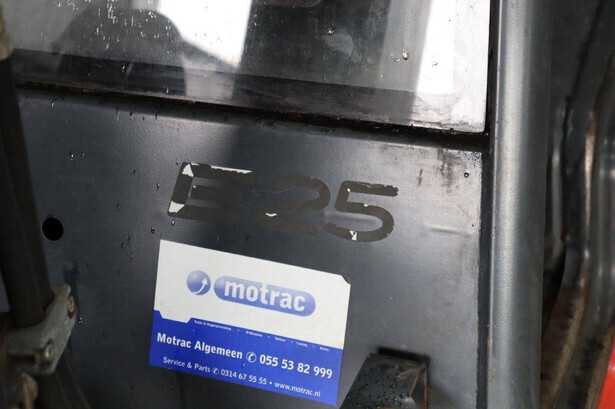 E25
motrac
Motrac Algemeen ✆ 055 53 82 999
Service & Parts ✆ 0314 67 55 55 • www.motrac.nl